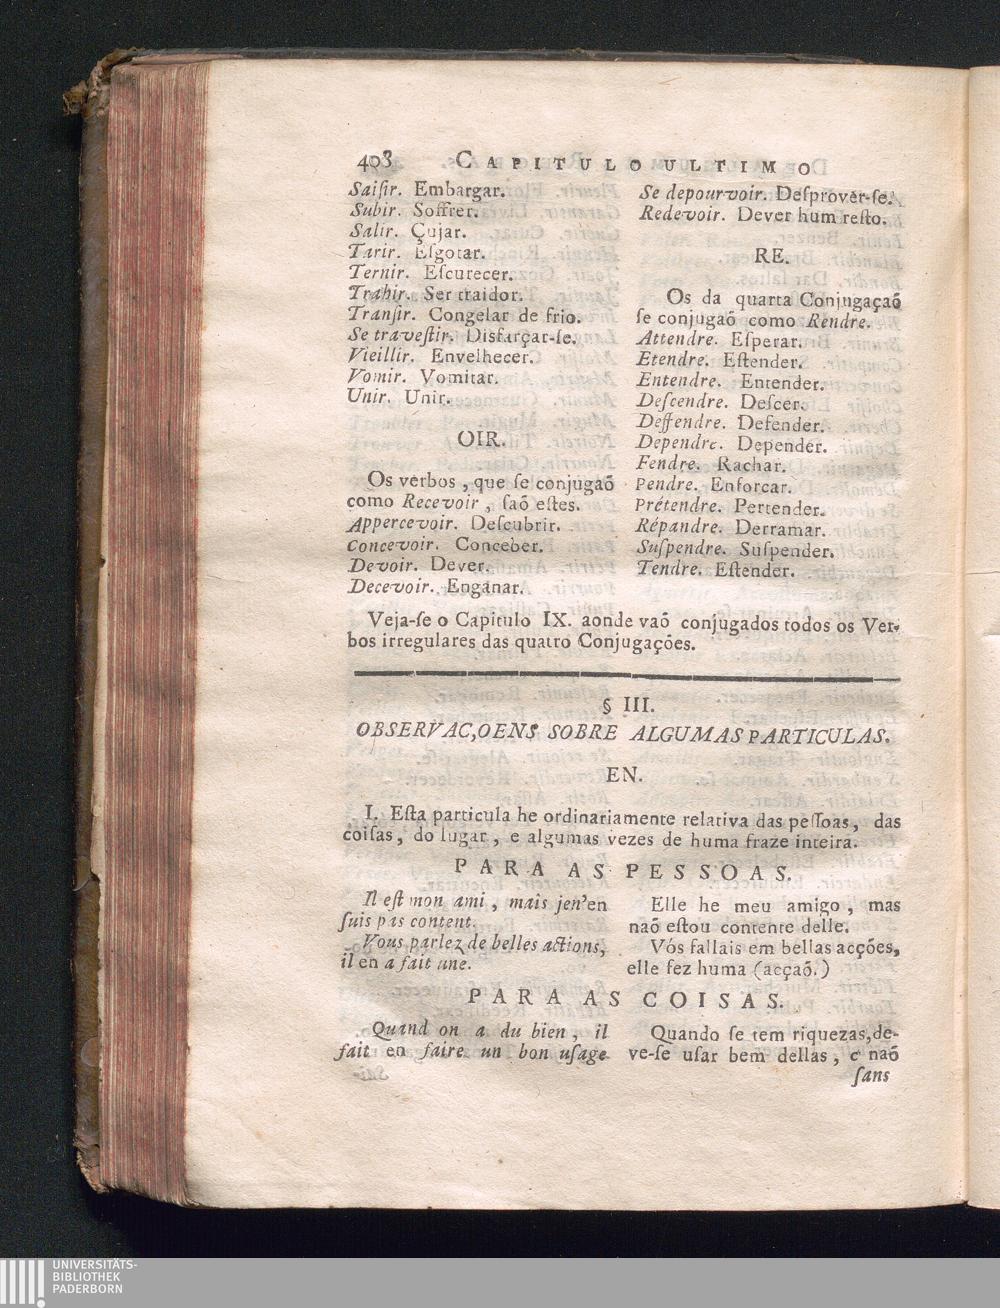 408 CAPITULO ULTIMO
Saiſir. Embargar.
Subir. Soffrer.
Salir. Çujar.
Tarir. Eſgotar.
Ternir. Eſcurecer.
Trahir. Ser traidor.
Tranſir. Congelar de frio.
Se traveſtir. Disfarçar-ſe.
Vieillir. Envelhecer.
Vomir. Vomitar.
Unir. Unir.
OIR.
Os verbos, que ſe conjugaõ
como Recevoir, ſaõ eſtes.
Appercevoir. Deſcubrir.
Concevoir. Conceber.
Devoir. Dever.
Decevoir. Enganar.
Se depourvoir. Deſprover-ſe.
Redevoir. Dever hum reſto.
RE.
Os da quarta Conjugaçaõ
ſe conjugaõ como Rendre.
Attendre. Eſperar.
Etendre. Eſtender.
Entendre. Entender.
Deſcendre. Deſcer.
Deffendre. Defender.
Dependre. Depender.
Fendre. Rachar.
Pendre. Enforcar.
Prétendre. Pertender.
Répandre. Derramar.
Suſpendre. Suſpender.
Tendre. Eſtender.
Veja-ſe o Capitulo IX. aonde vaõ conjugados todos os Ver-
bos irregulares das quatro Conjugações.
§ III.
OBSERVAC,OENS SOBRE ALGUMAS PARTICULAS.
EN.
I. Eſta particula he ordinariamente relativa das peſſoas, das
coiſas, do lugar, e algumas vezes de huma fraze inteira.
PARA AS PESSOAS.
Il eſt mon ami, mais jen'en
ſuis pas content.
Vous parlez de belles actions,
il en a fait une.
Elle he meu amigo, mas
naõ eſtou contente delle.
Vós fallais em bellas acções,
elle fez huma (acçaõ.)
PARA AS COISAS.
Quand on a du bien, il
fait en faire un bon uſage
Quando ſe tem riquezas, de-
ve-ſe uſar bem dellas, e naõ
ſans
UNIVERSITÄTS-
BIBLIOTHEK
PADERBORN